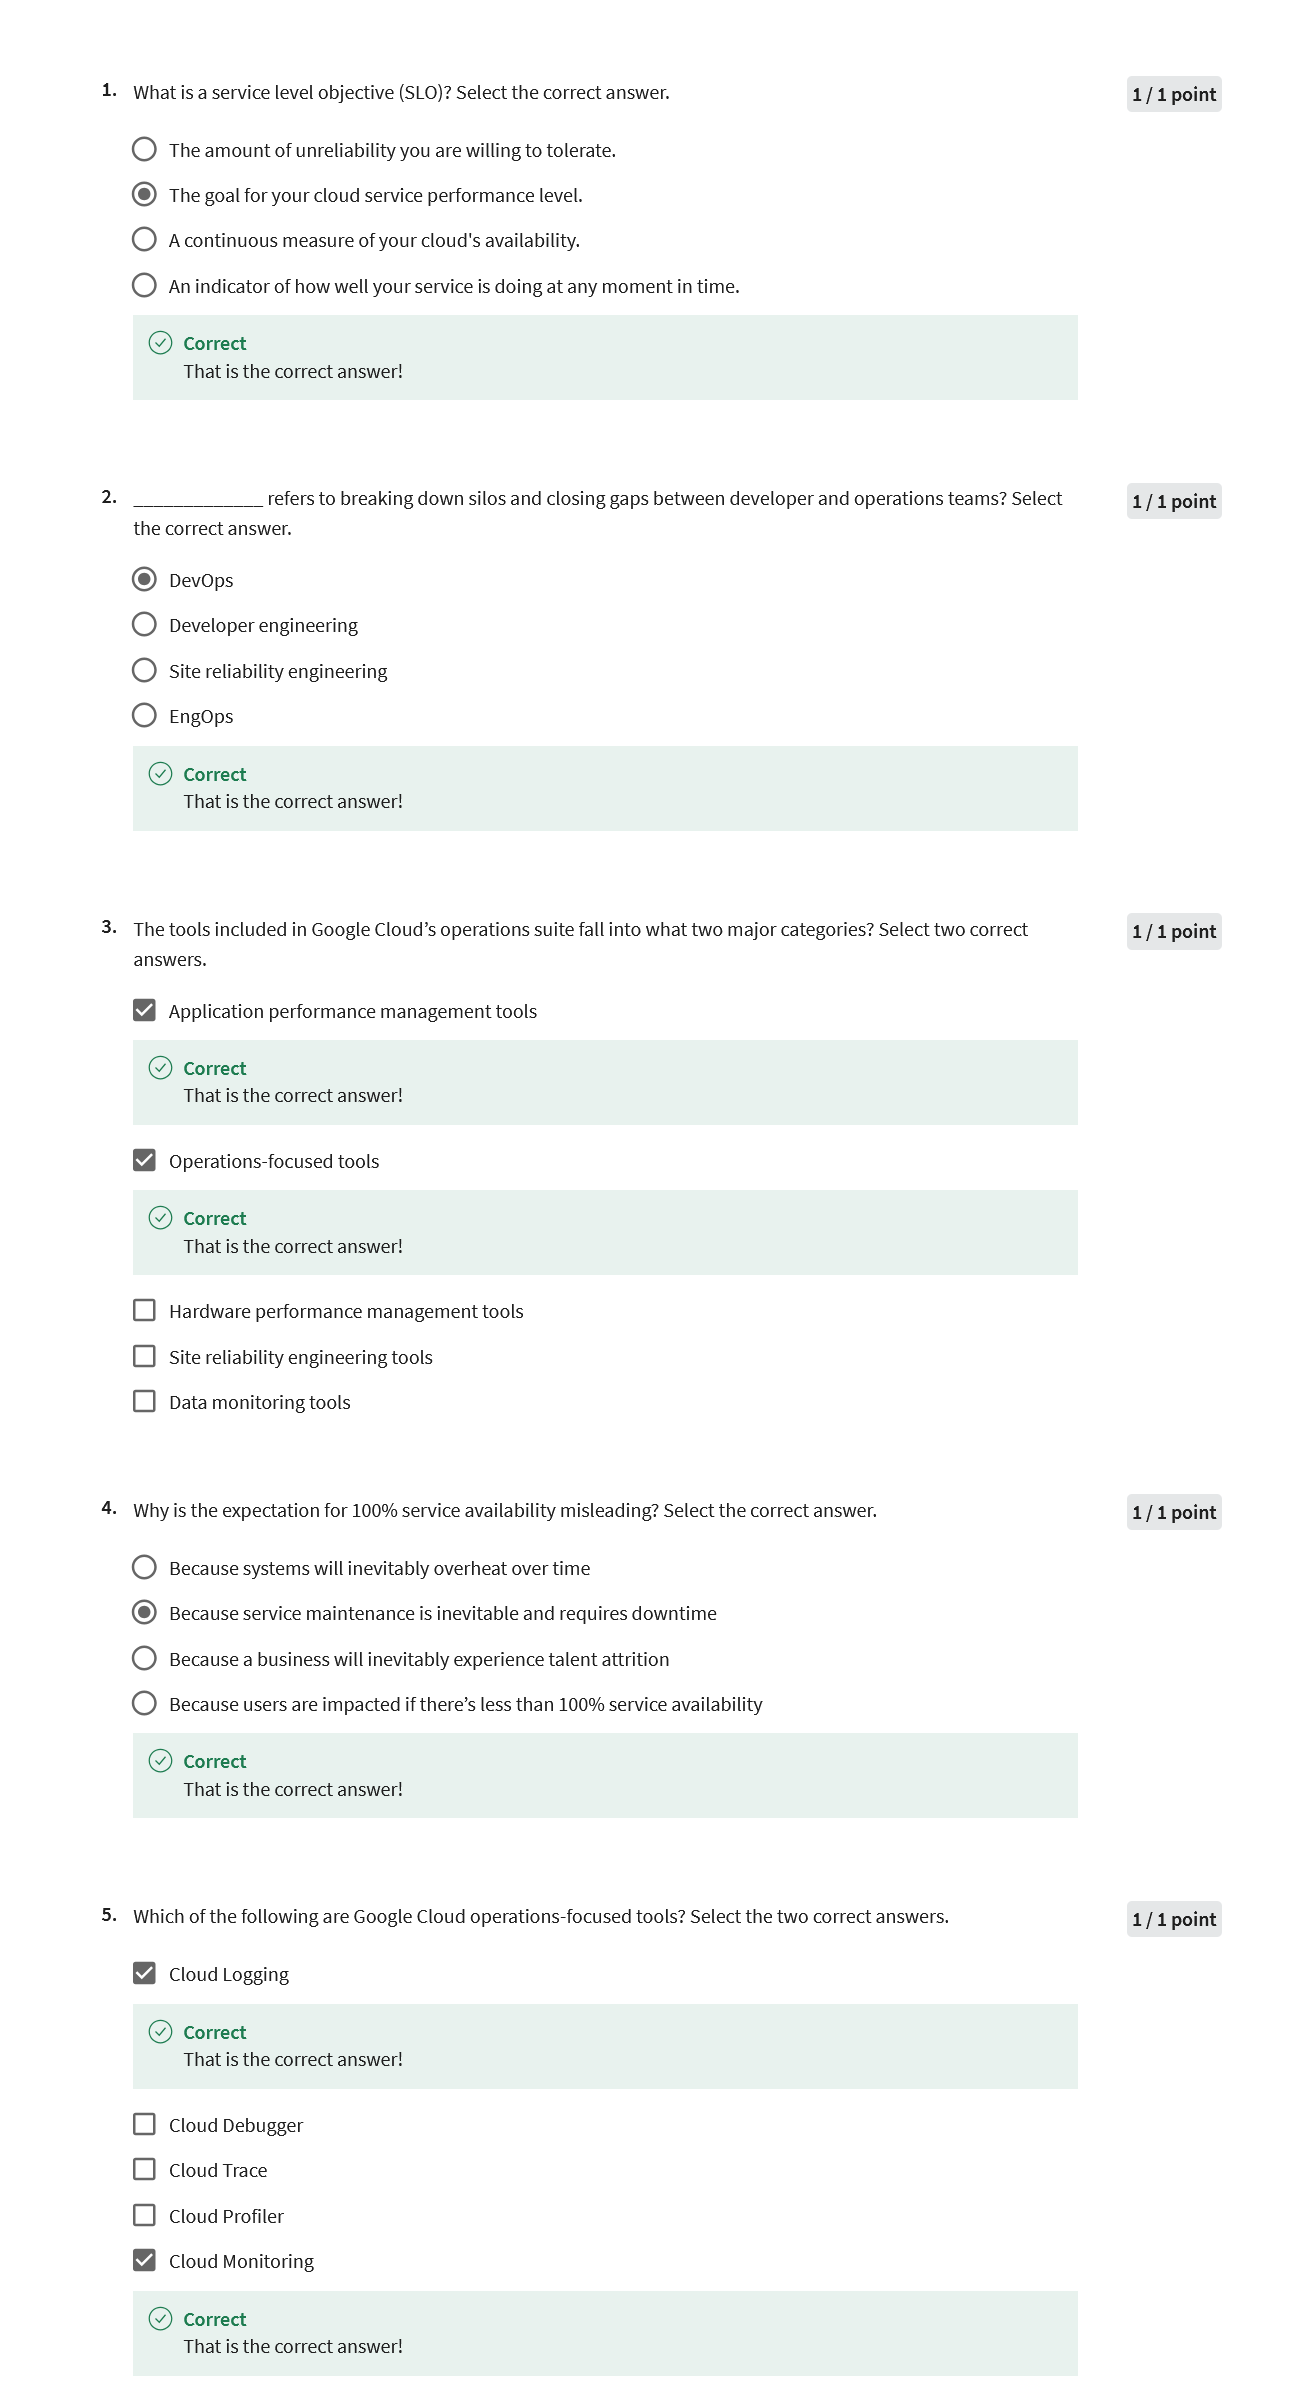 1. What is a service level objective (SLO)? Select the correct answer.
1 / 1 point
The amount of unreliability you are willing to tolerate.
The goal for your cloud service performance level.
A continuous measure of your cloud's availability.
An indicator of how well your service is doing at any moment in time.
Correct
That is the correct answer!
2. _____________ refers to breaking down silos and closing gaps between developer and operations teams? Select
the correct answer.
1 / 1 point
DevOps
Developer engineering
Site reliability engineering
EngOps
Correct
That is the correct answer!
3. The tools included in Google Cloud’s operations suite fall into what two major categories? Select two correct
answers.
1 / 1 point
Application performance management tools
Correct
That is the correct answer!
Operations-focused tools
Correct
That is the correct answer!
Hardware performance management tools
Site reliability engineering tools
Data monitoring tools
4. Why is the expectation for 100% service availability misleading? Select the correct answer.
1 / 1 point
Because systems will inevitably overheat over time
Because service maintenance is inevitable and requires downtime
Because a business will inevitably experience talent attrition
Because users are impacted if there’s less than 100% service availability
Correct
That is the correct answer!
5. Which of the following are Google Cloud operations-focused tools? Select the two correct answers.
1 / 1 point
Cloud Logging
Correct
That is the correct answer!
Cloud Debugger
Cloud Trace
Cloud Profiler
Cloud Monitoring
Correct
That is the correct answer!